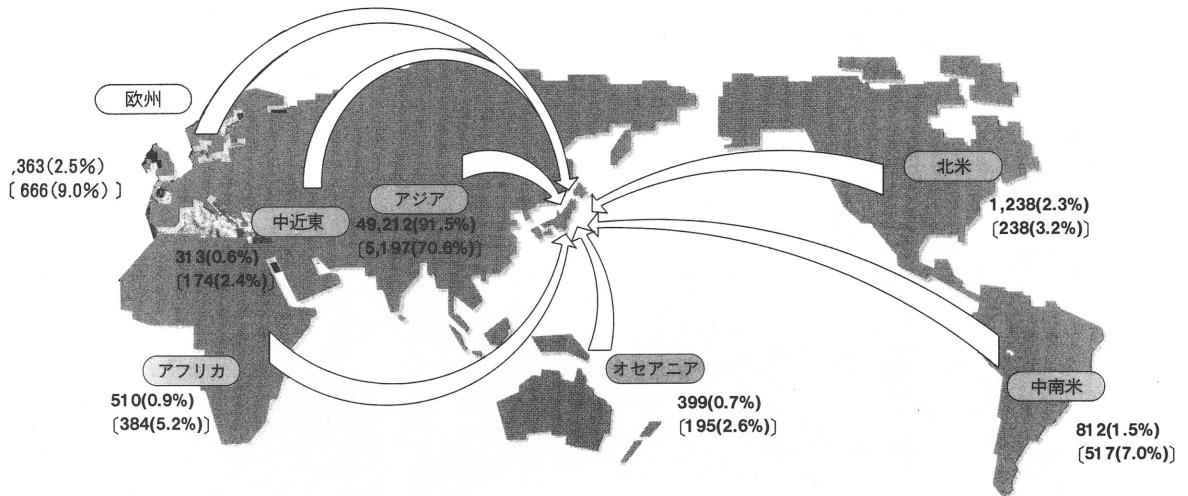 欧州
,363(2.5%)
〔 666(9.0%) 〕
中近東
313(0.6%)
〔174(2.4%)〕
アジア
49,212(91.5%)
〔5,197(70.6%)〕
北米
1,238(2.3%)
〔238(3.2%)〕
アフリカ
510(0.9%)
〔384(5.2%)〕
オセアニア
399(0.7%)
〔195(2.6%)〕
中南米
812(1.5%)
〔517(7.0%)〕